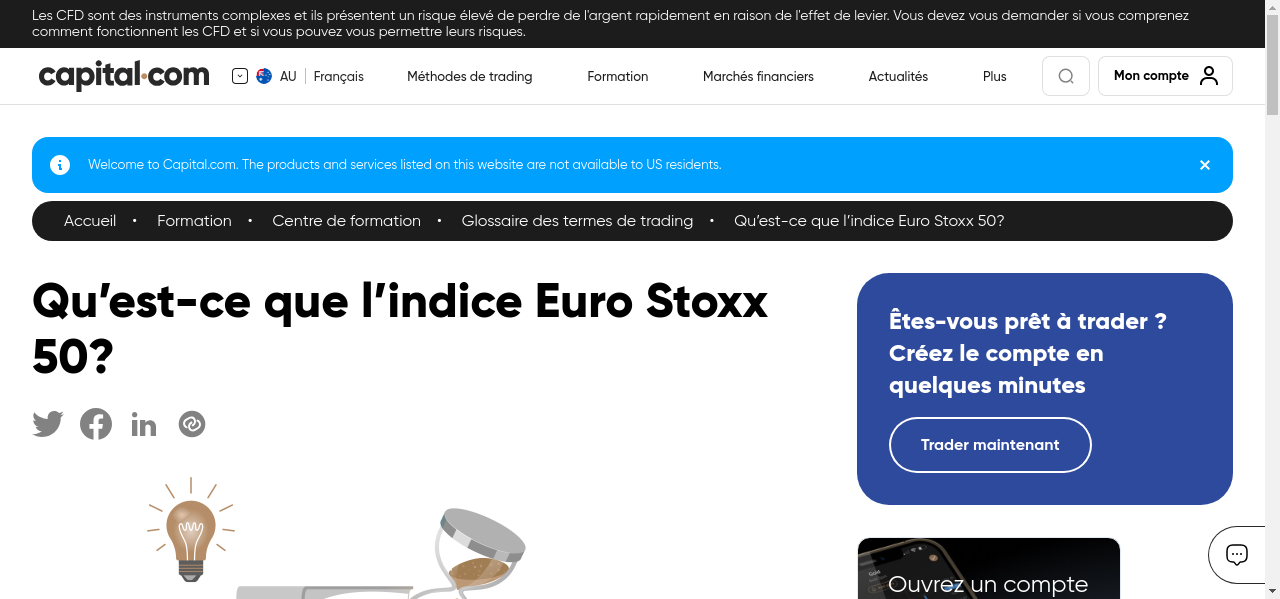 Les CFD sont des instruments complexes et ils présentent un risque élevé de perdre de l'argent rapidement en raison de l'effet de levier. Vous devez vous demander si vous comprenez
comment fonctionnent les CFD et si vous pouvez vous permettre leurs risques.
capital.com AU Français Méthodes de trading Formation Marchés financiers Actualités Plus Mon compte
Welcome to Capital.com. The products and services listed on this website are not available to US residents.
Accueil • Formation • Centre de formation • Glossaire des termes de trading • Qu’est-ce que l’indice Euro Stoxx 50?
Qu’est-ce que l’indice Euro Stoxx
50?
Êtes-vous prêt à trader ?
Créez le compte en
quelques minutes
Trader maintenant
Ouvrez un compte